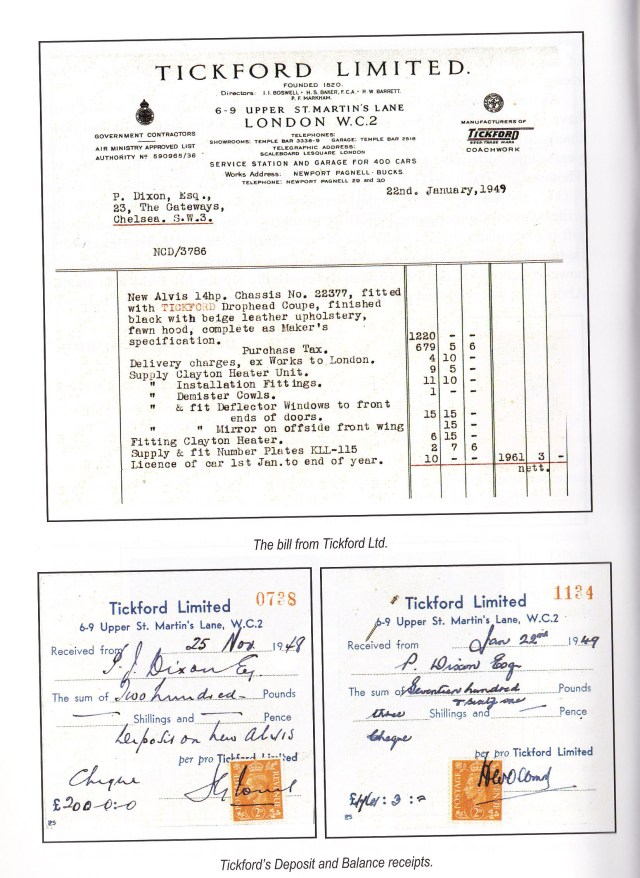 TICKFORD LIMITED.
FOUNDED 1820.
Directors: I.I. BOSWELL · H.S. BAKER, F.C.A. · R.W. BARRETT.
P.F. MARKHAM.
6-9 UPPER ST. MARTIN'S LANE
LONDON W.C.2
GOVERNMENT CONTRACTORS
AIR MINISTRY APPROVED LIST
AUTHORITY No 590965/36
TELEPHONES:
SHOWROOMS: TEMPLE BAR 3338-9 GARAGE: TEMPLE BAR 2818
TELEGRAPHIC ADDRESS:
SCALEBOARD LESQUARE LONDON
SERVICE STATION AND GARAGE FOR 400 CARS
Works Address: NEWPORT PAGNELL · BUCKS
TELEPHONE: NEWPORT PAGNELL 29 and 30
MANUFACTURERS OF
TICKFORD
REGD TRADE MARK
COACHWORK
22nd. January, 1949
P. Dixon, Esq.,
23, The Gateways,
Chelsea. S.W.3.
NCD/3786
New Alvis 14hp. Chassis No. 22377, fitted
with TICKFORD Drophead Coupe, finished
black with beige leather upholstery,
fawn hood, complete as Maker's
specification. 1220 - -
Purchase Tax. 679 5 6
Delivery charges, ex Works to London. 4 10 -
Supply Clayton Heater Unit. 9 5 -
" Installation Fittings. 11 10 -
" Demister Cowls. 1 - -
" & fit Deflector Windows to front
ends of doors. 15 15 -
" " Mirror on offside front wing 15 -
Fitting Clayton Heater. 6 15 -
Supply & fit Number Plates KLL-115 2 7 6
Licence of car 1st Jan. to end of year. 10 - - 1961 3 -
nett.
The bill from Tickford Ltd.
0738
Tickford Limited
6-9 Upper St. Martin's Lane, W.C.2
25 Nov 1948
Received from P. J. Dixon Esq
The sum of Two hundred Pounds
Shillings and Pence
Deposit on new Alvis
per pro Tickford Limited
Cheque
£200-0-0
1134
Tickford Limited
6-9 Upper St. Martin's Lane, W.C.2
Received from Jan 22nd 1949
P. Dixon Esq
The sum of Seventeen hundred Pounds
& sixty one
three Shillings and Pence
Cheque
per pro Tickford Limited
POSTAGE REVENUE
Tickford's Deposit and Balance receipts.